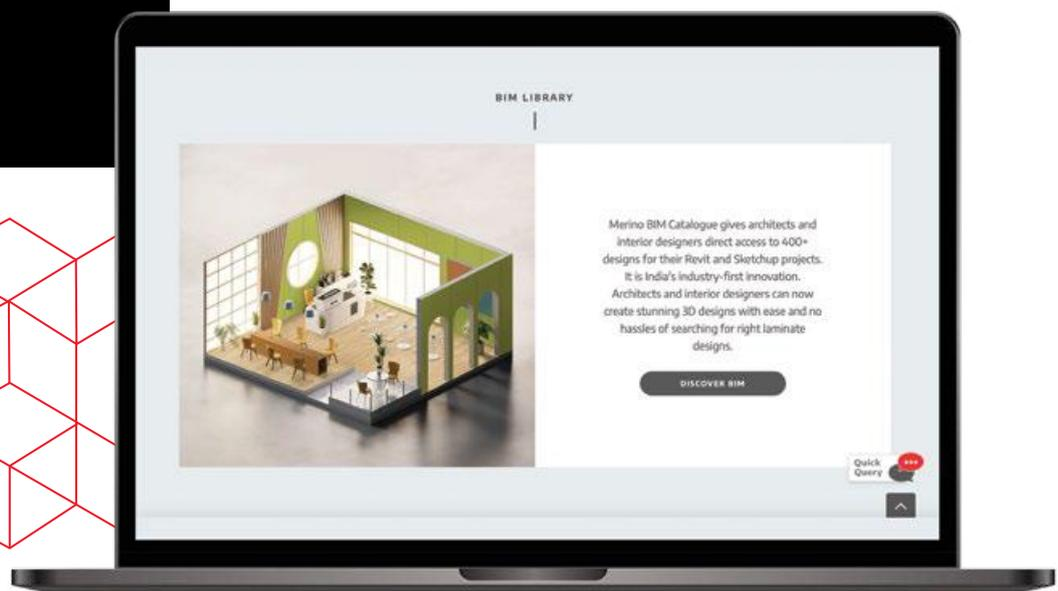 BIM LIBRARY
Merino BIM Catalogue gives architects and
interior designers direct access to 400+
designs for their Revit and Sketchup projects.
It is India's industry-first innovation.
Architects and interior designers can now
create stunning 3D designs with ease and no
hassles of searching for right laminate
designs.
DISCOVER BIM
Quick
Query